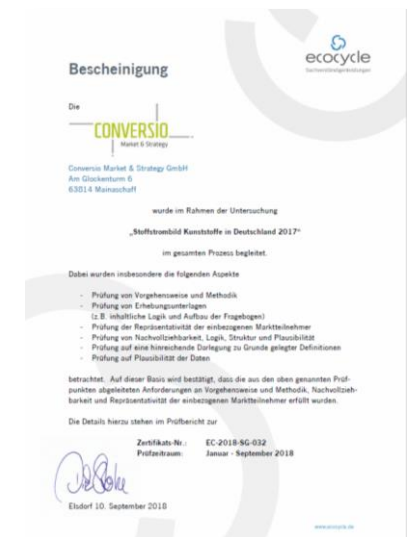 ecocycle
Sachverständigenleistungen
Bescheinigung
Die
CONVERSIO
Market & Strategy
Conversio Market & Strategy GmbH
Am Glockenturm 6
63014 Mainaschaff
wurde im Rahmen der Untersuchung
„Stoffstrombild Kunststoffe in Deutschland 2017“
im gesamten Prozess begleitet.
Dabei wurden insbesondere die folgenden Aspekte
- Prüfung von Vorgehensweise und Methodik
- Prüfung von Erhebungsunterlagen
(z.B. inhaltliche Logik und Aufbau der Fragebogen)
- Prüfung der Repräsentativität der einbezogenen Marktteilnehmer
- Prüfung von Nachvollziehbarkeit, Logik, Struktur und Plausibilität
- Prüfung auf eine hinreichende Darlegung zu Grunde gelegter Definitionen
- Prüfung auf Plausibilität der Daten
betrachtet. Auf dieser Basis wird bestätigt, dass die aus den oben genannten Prüf-
punkten abgeleiteten Anforderungen an Vorgehensweise und Methodik, Nachvollzieh-
barkeit und Repräsentativität der einbezogenen Marktteilnehmer erfüllt wurden.
Die Details hierzu stehen im Prüfbericht zur
Zertifikats-Nr.: EC-2018-SG-032
Prüfzeitraum: Januar - September 2018
Elsdorf 10. September 2018
www.ecocycle.de